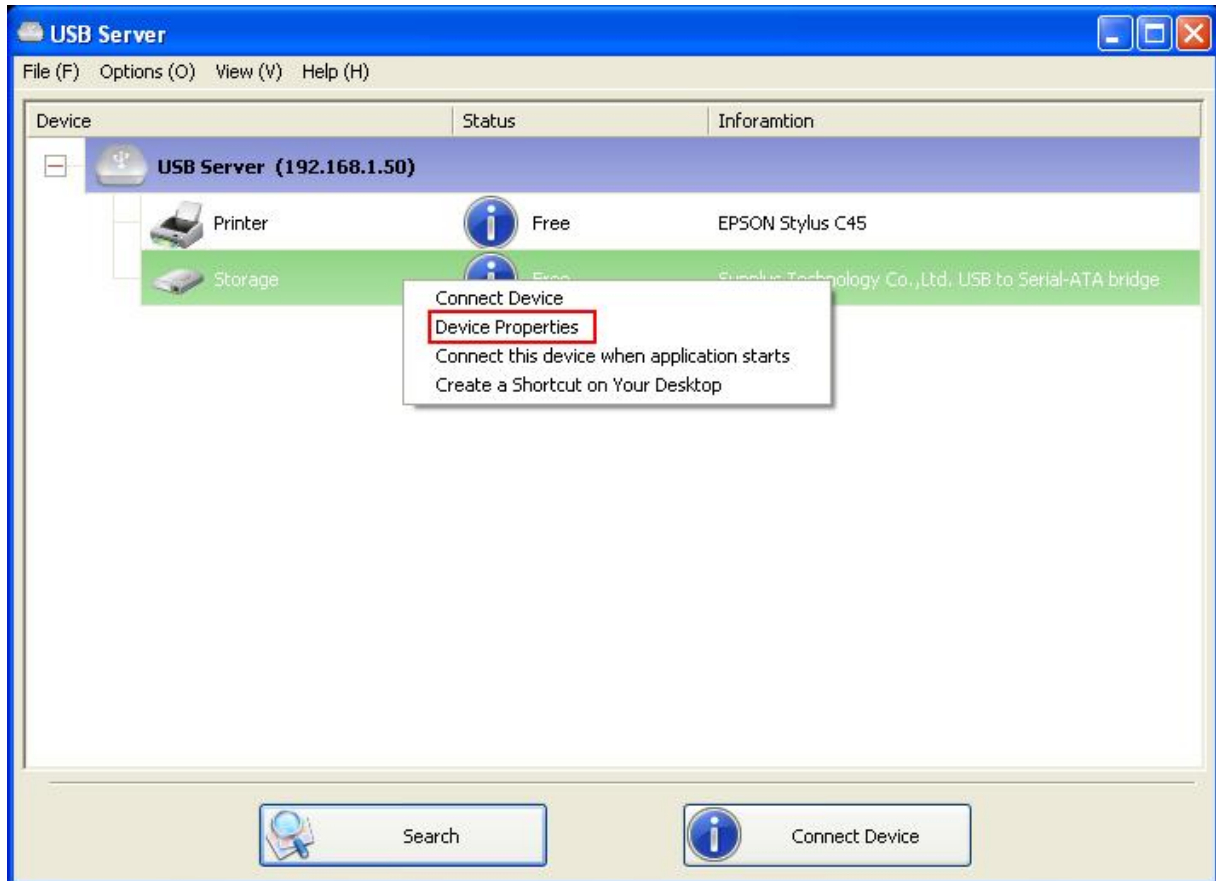 USB Server
File (F) Options (O) View (V) Help (H)
Device Status Inforamtion
USB Server (192.168.1.50)
Printer Free EPSON Stylus C45
Storage Free Sunplus Technology Co.,Ltd. USB to Serial-ATA bridge
Connect Device
Device Properties
Connect this device when application starts
Create a Shortcut on Your Desktop
Search Connect Device